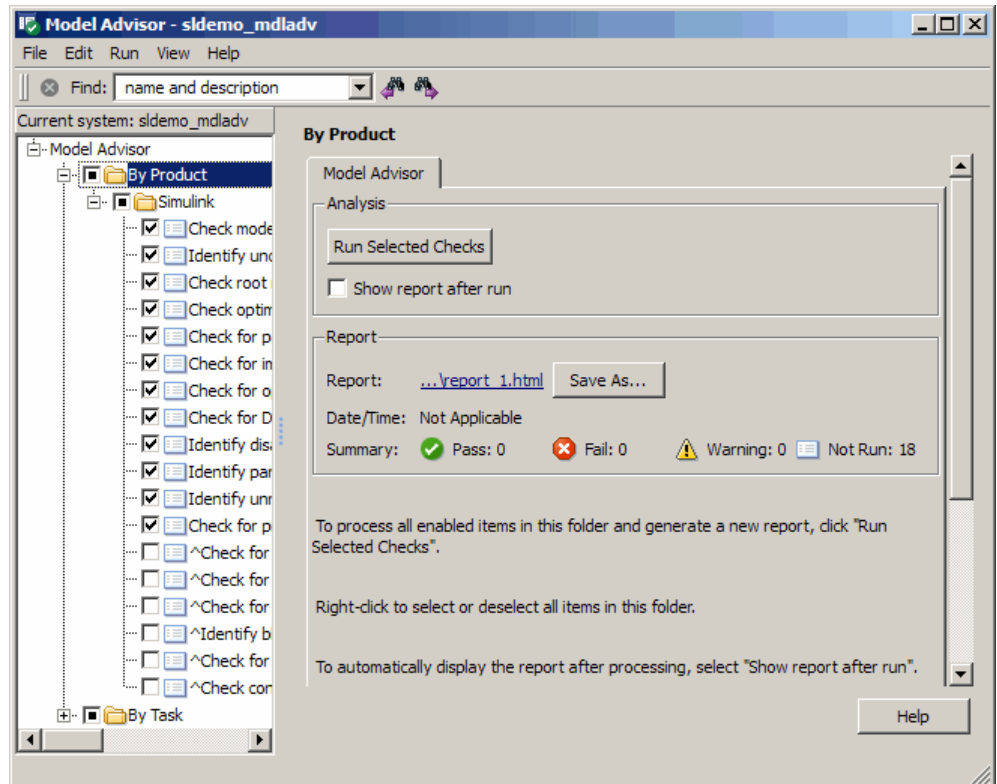 Model Advisor - sldemo_mdladv
File Edit Run View Help
Find: name and description
Current system: sldemo_mdladv
Model Advisor
By Product
Simulink
Check mode
Identify unc
Check root
Check optim
Check for p
Check for in
Check for o
Check for D
Identify disa
Identify par
Identify unr
Check for p
^Check for
^Check for
^Check for
^Identify b
^Check for
^Check con
By Task
By Product
Model Advisor
Analysis
Run Selected Checks
Show report after run
Report
Report: ...\report_1.html Save As...
Date/Time: Not Applicable
Summary: Pass: 0 Fail: 0 Warning: 0 Not Run: 18
To process all enabled items in this folder and generate a new report, click "Run
Selected Checks".
Right-click to select or deselect all items in this folder.
To automatically display the report after processing, select "Show report after run".
Help